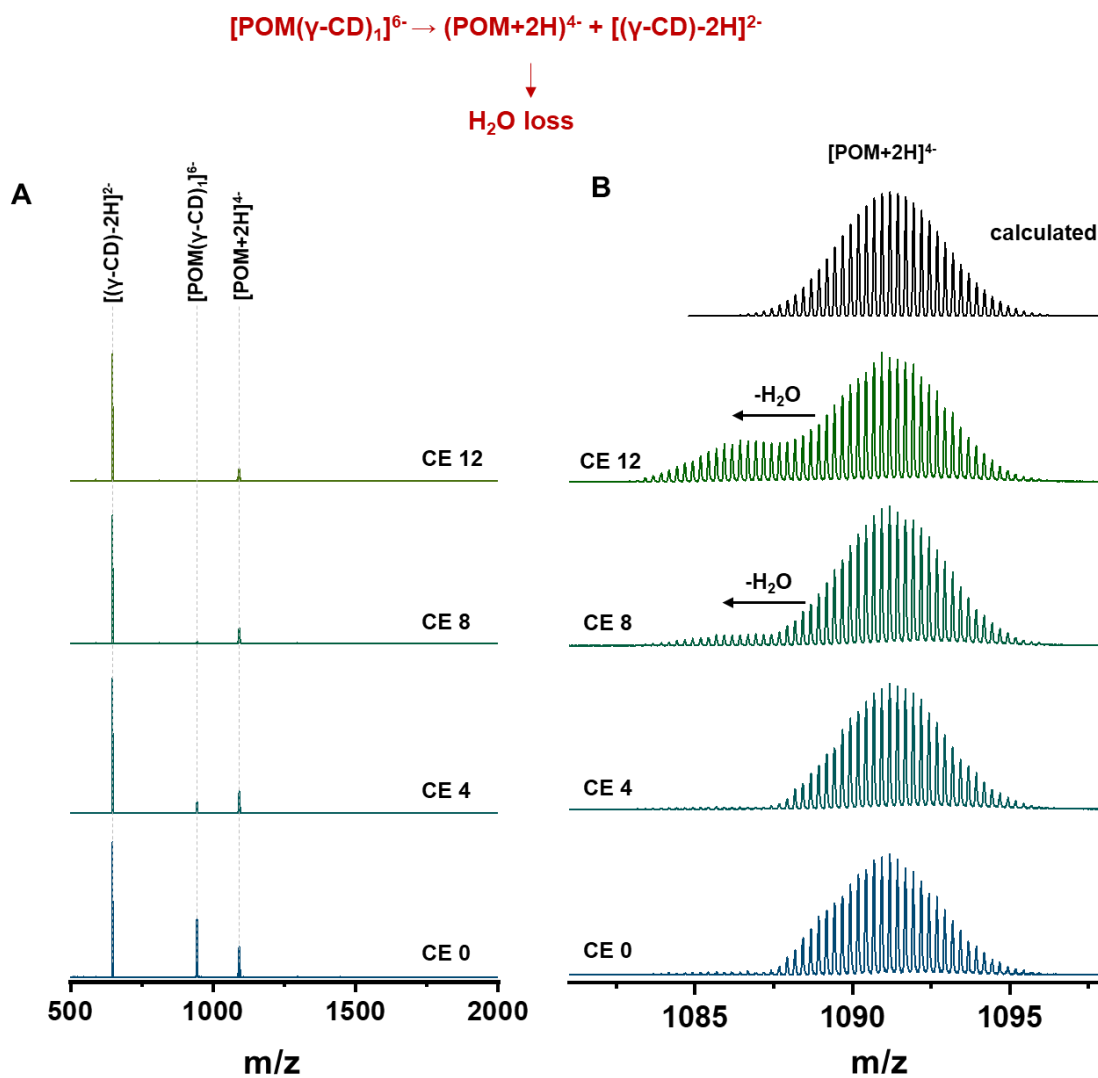 [POM(γ-CD)₁]⁶⁻ → (POM+2H)⁴⁻ + [(γ-CD)-2H]²⁻
H₂O loss
A
[(γ-CD)-2H]²⁻
[POM(γ-CD)₁]⁶⁻
[POM+2H]⁴⁻
CE 12
CE 8
CE 4
CE 0
500 1000 1500 2000
m/z
B
[POM+2H]⁴⁻
calculated
-H₂O
CE 12
-H₂O
CE 8
CE 4
CE 0
1085 1090 1095
m/z